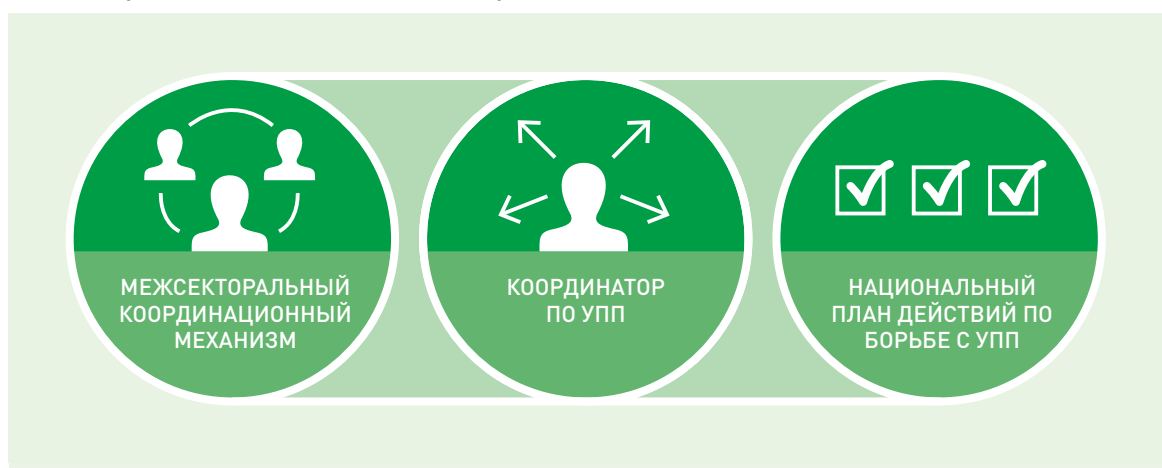 МЕЖСЕКТОРАЛЬНЫЙ
КООРДИНАЦИОННЫЙ
МЕХАНИЗМ
КООРДИНАТОР
ПО УПП
НАЦИОНАЛЬНЫЙ
ПЛАН ДЕЙСТВИЙ ПО
БОРЬБЕ С УПП